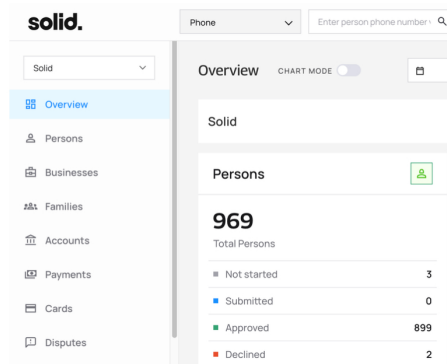 solid.
Phone
Enter person phone number
Solid
Overview
CHART MODE
Overview
Solid
Persons
Persons
Businesses
Families
969
Total Persons
Accounts
Payments
Not started 3
Submitted 0
Cards
Approved 899
Disputes
Declined 2